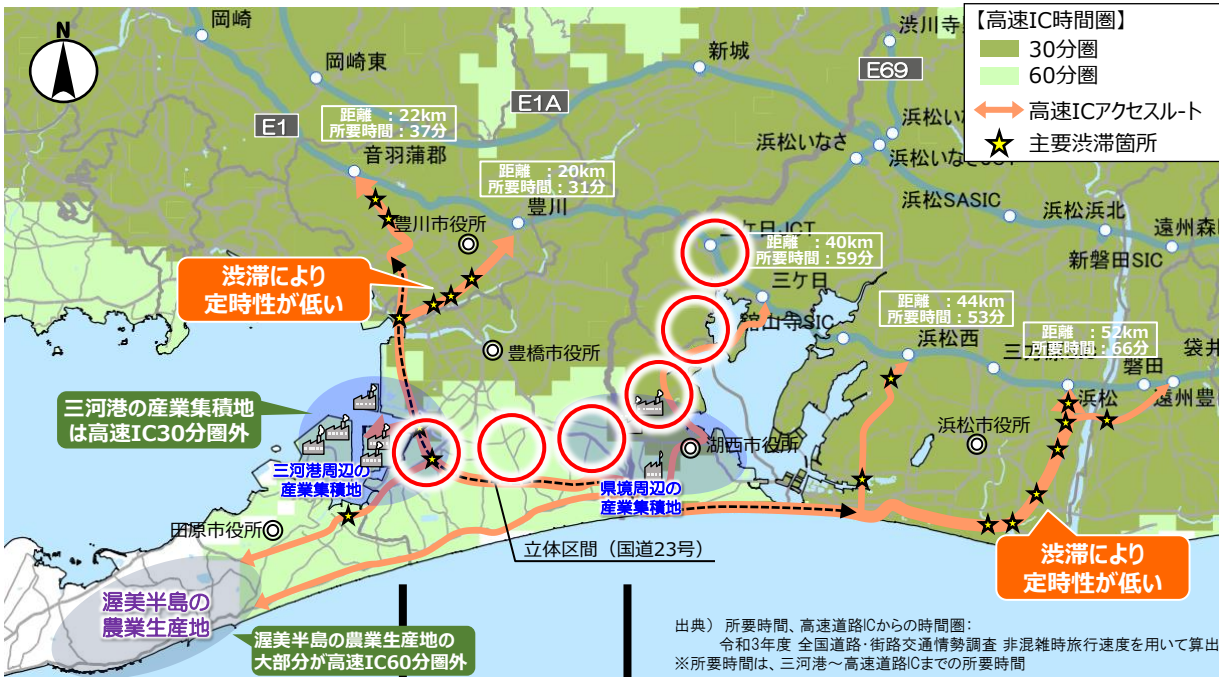 岡崎
岡崎東
新城
渋川寺
【高速IC時間圏】
30分圏
60分圏
高速ICアクセスルート
主要渋滞箇所
N
E1
E1A
E69
距離 :22km
所要時間:37分
音羽蒲郡
距離 :20km
所要時間:31分
豊川
豊川市役所
浜松いなさ
浜松い
浜松いなさJCT
浜松SASIC
浜松浜北
遠州森
新磐田SIC
三ケ日JCT
距離 :40km
所要時間:59分
三ケ日
舘山寺SIC
距離 :44km
所要時間:53分
浜松西
距離 :52km
所要時間:66分
袋井
磐田
浜松
遠州豊
渋滞により
定時性が低い
豊橋市役所
三河港の産業集積地
は高速IC30分圏外
三河港周辺の
産業集積地
湖西市役所
浜松市役所
県境周辺の
産業集積地
田原市役所
立体区間(国道23号)
渋滞により
定時性が低い
渥美半島の
農業生産地
渥美半島の農業生産地の
大部分が高速IC60分圏外
出典) 所要時間、高速道路ICからの時間圏:
令和3年度 全国道路・街路交通情勢調査 非混雑時旅行速度を用いて算出
※所要時間は、三河港~高速道路ICまでの所要時間